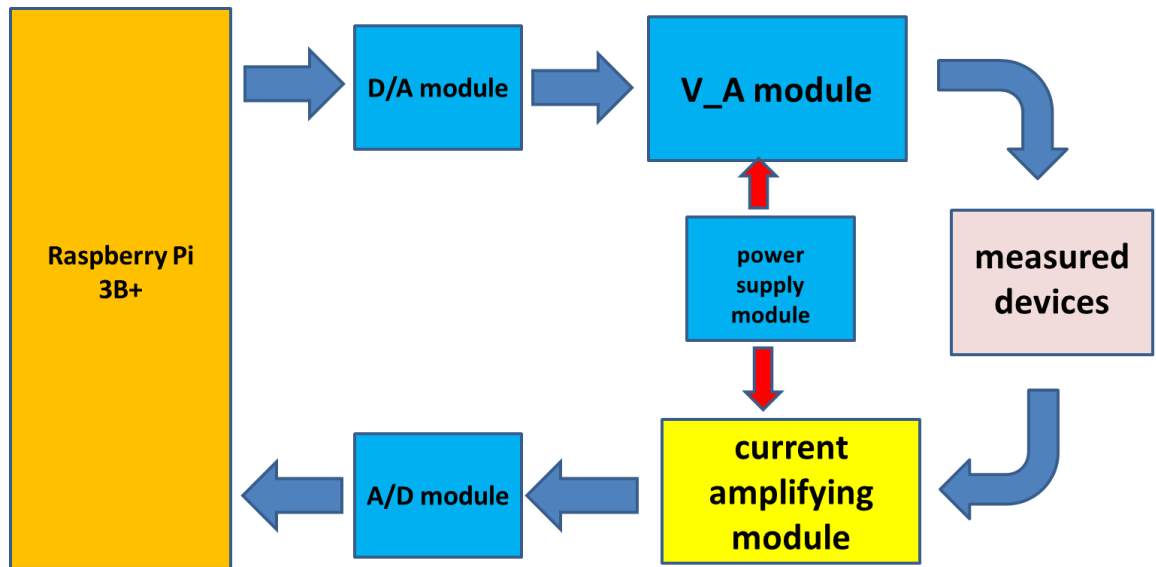 D/A module
V_A module
Raspberry Pi
3B+
power
supply
module
measured
devices
A/D module
current
amplifying
module